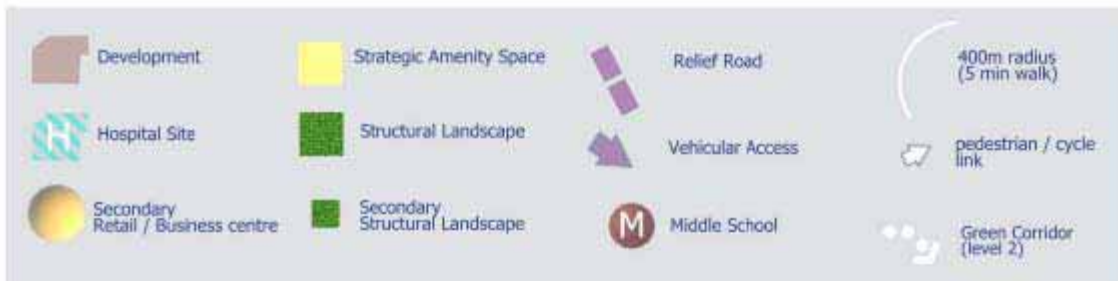 Development
Strategic Amenity Space
Relief Road
400m radius
(5 min walk)
H
Hospital Site
Structural Landscape
Vehicular Access
pedestrian / cycle
link
Secondary
Retail / Business centre
Secondary
Structural Landscape
M
Middle School
Green Corridor
(level 2)